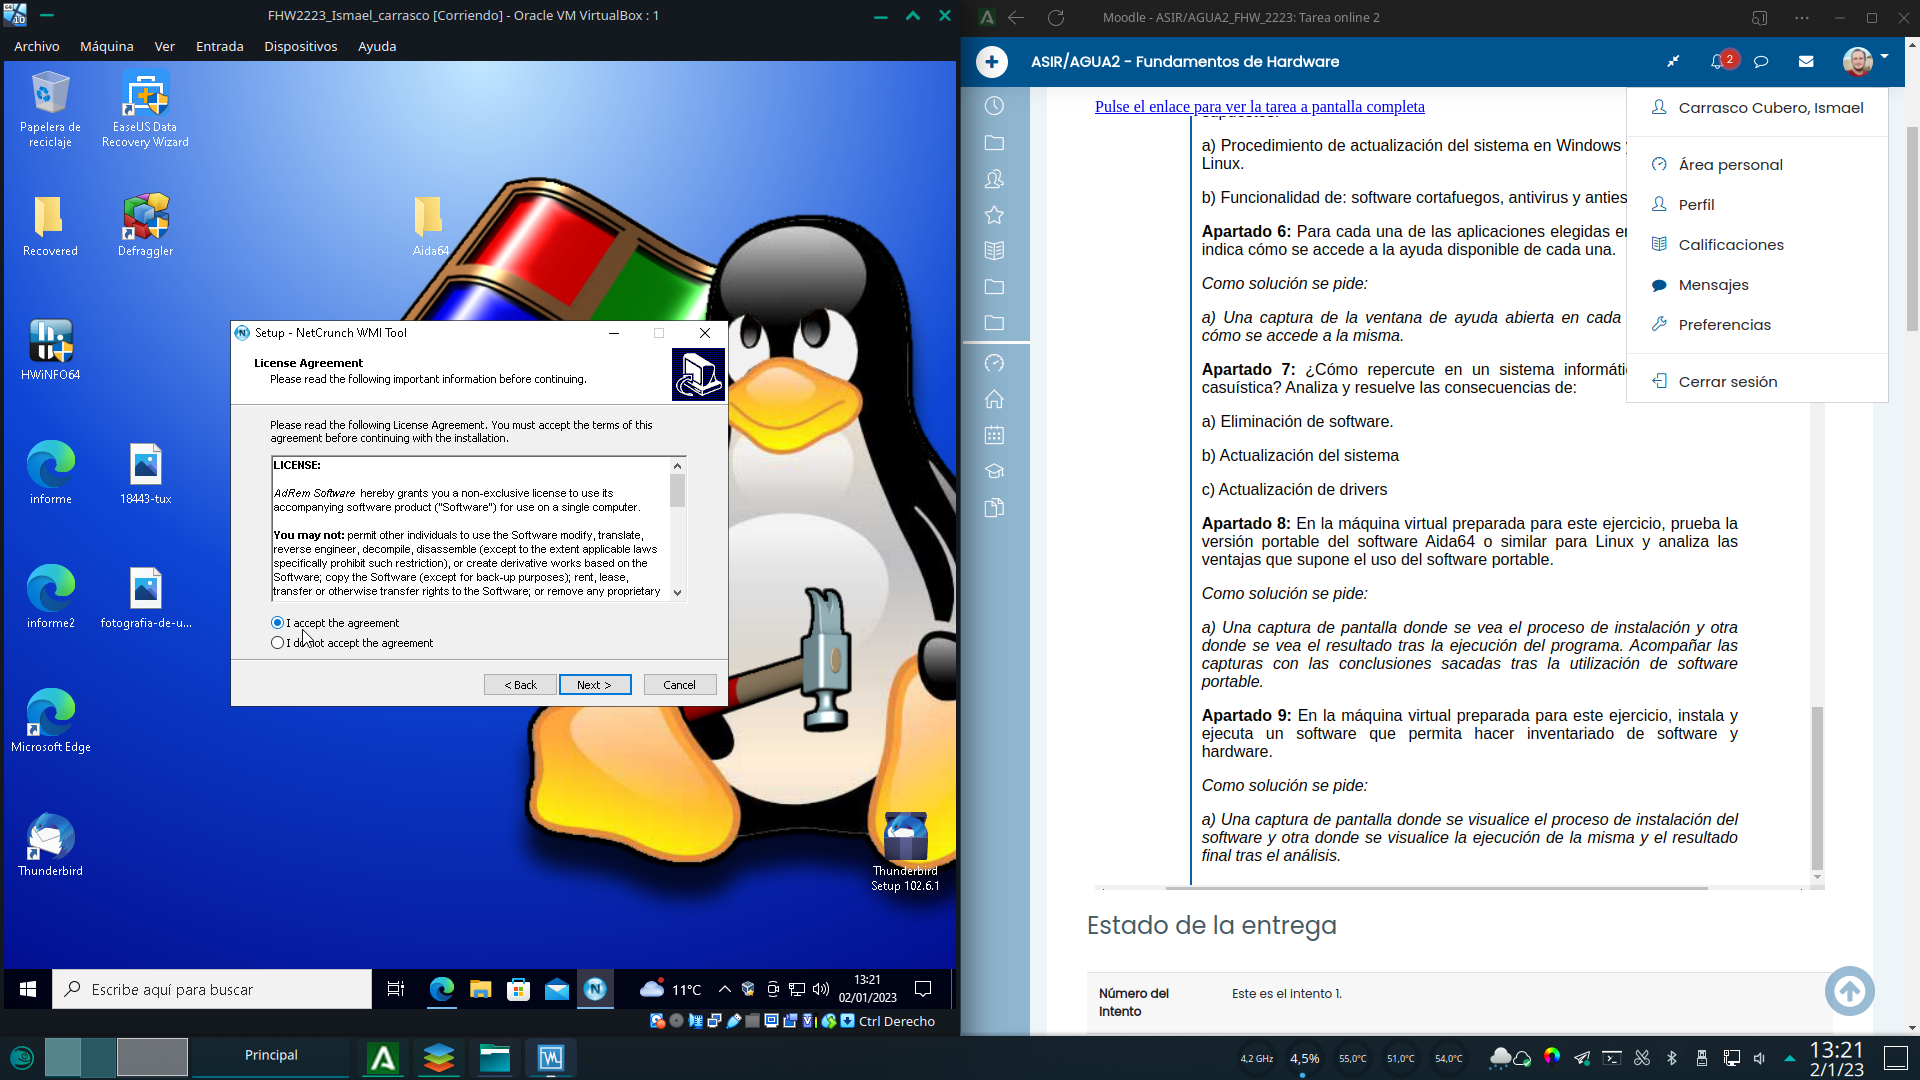 FHW2223_Ismael_carrasco [Corriendo] - Oracle VM VirtualBox : 1
Archivo Máquina Ver Entrada Dispositivos Ayuda
Papelera de
reciclaje
EaseUS Data
Recovery Wizard
Recovered
Defraggler
Aida64
HWiNFO64
informe
18443-tux
informe2
fotografia-de-u...
Microsoft Edge
Thunderbird
Thunderbird
Setup 102.6.1
Setup - NetCrunch WMI Tool
License Agreement
Please read the following important information before continuing.
Please read the following License Agreement. You must accept the terms of this
agreement before continuing with the installation.
LICENSE:
AdRem Software hereby grants you a non-exclusive license to use its
accompanying software product ("Software") for use on a single computer.
You may not: permit other individuals to use the Software modify, translate,
reverse engineer, decompile, disassemble (except to the extent applicable laws
specifically prohibit such restriction), or create derivative works based on the
Software; copy the Software (except for back-up purposes); rent, lease,
transfer or otherwise transfer rights to the Software; or remove any proprietary
I accept the agreement
I do not accept the agreement
< Back
Next >
Cancel
Escribe aquí para buscar
11°C
13:21
02/01/2023
Ctrl Derecho
Moodle - ASIR/AGUA2_FHW_2223: Tarea online 2
ASIR/AGUA2 - Fundamentos de Hardware
2
Pulse el enlace para ver la tarea a pantalla completa
supuestos:
a) Procedimiento de actualización del sistema en Windows y
Linux.
b) Funcionalidad de: software cortafuegos, antivirus y anties
Apartado 6: Para cada una de las aplicaciones elegidas en
indica cómo se accede a la ayuda disponible de cada una.
Como solución se pide:
a) Una captura de la ventana de ayuda abierta en cada
cómo se accede a la misma.
Apartado 7: ¿Cómo repercute en un sistema informáti
casuística? Analiza y resuelve las consecuencias de:
a) Eliminación de software.
b) Actualización del sistema
c) Actualización de drivers
Apartado 8: En la máquina virtual preparada para este ejercicio, prueba la
versión portable del software Aida64 o similar para Linux y analiza las
ventajas que supone el uso del software portable.
Como solución se pide:
a) Una captura de pantalla donde se vea el proceso de instalación y otra
donde se vea el resultado tras la ejecución del programa. Acompañar las
capturas con las conclusiones sacadas tras la utilización de software
portable.
Apartado 9: En la máquina virtual preparada para este ejercicio, instala y
ejecuta un software que permita hacer inventariado de software y
hardware.
Como solución se pide:
a) Una captura de pantalla donde se visualice el proceso de instalación del
software y otra donde se visualice la ejecución de la misma y el resultado
final tras el análisis.
Carrasco Cubero, Ismael
Área personal
Perfil
Calificaciones
Mensajes
Preferencias
Cerrar sesión
Estado de la entrega
Número del
Intento
Este es el intento 1.
Principal
4,2 GHz
4,5%
55,0°C
51,0°C
54,0°C
13:21
2/1/23